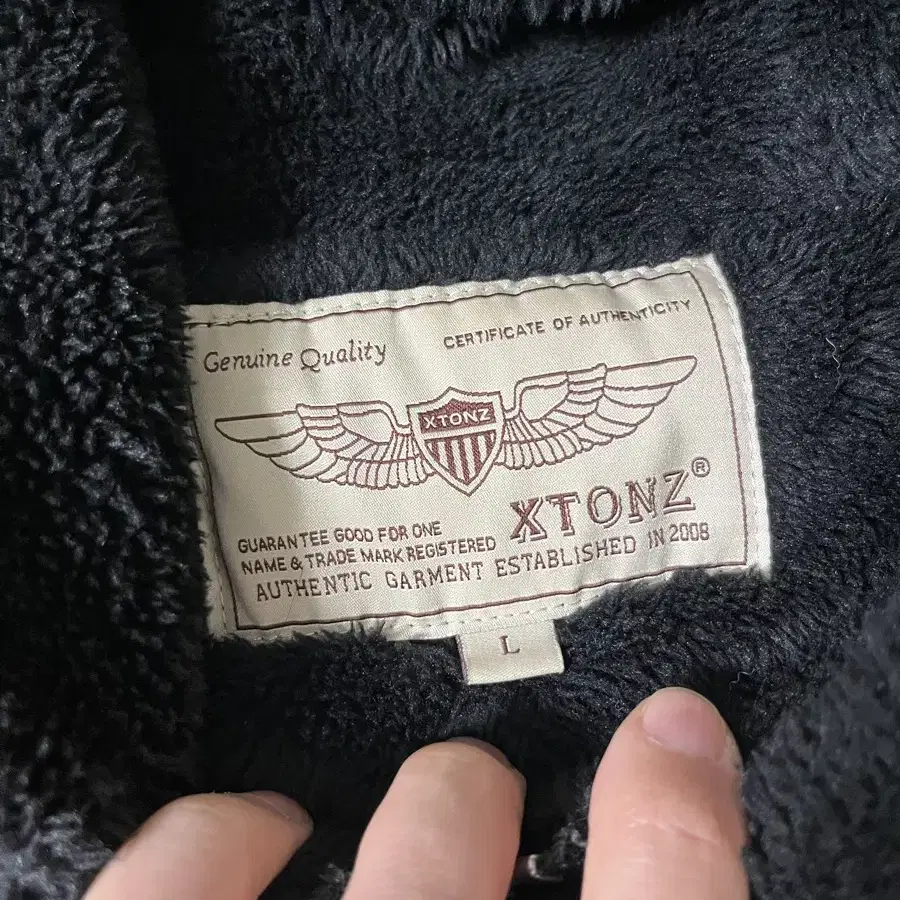 Genuine Quality
CERTIFICATE OF AUTHENTICITY
XTONZ
XTONZ®
GUARANTEE GOOD FOR ONE
NAME & TRADE MARK REGISTERED
AUTHENTIC GARMENT ESTABLISHED IN 2008
L